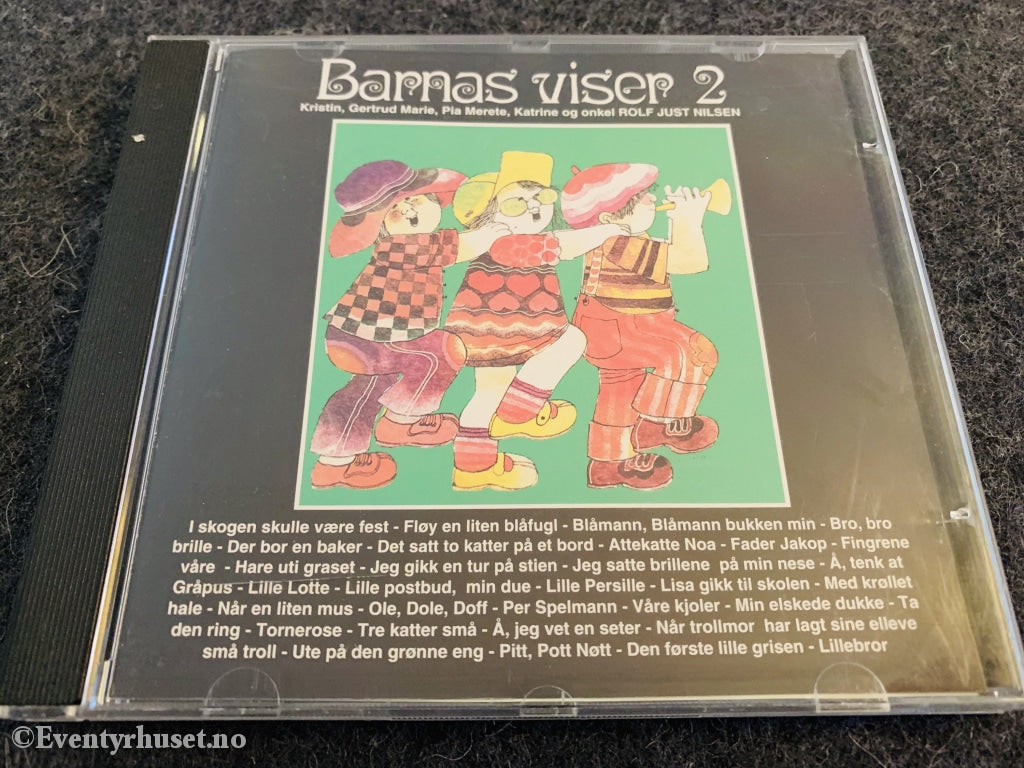 Barnas viser 2
Kristin, Gertrud Marie, Pia Merete, Katrine og onkel ROLF JUST NILSEN
I skogen skulle være fest - Fløy en liten blåfugl - Blåmann, Blåmann bukken min - Bro, bro
brille - Der bor en baker - Det satt to katter på et bord - Attekatte Noa - Fader Jakop - Fingrene
våre - Hare uti graset - Jeg gikk en tur på stien - Jeg satte brillene på min nese - Å, tenk at
Gråpus - Lille Lotte - Lille postbud, min due - Lille Persille - Lisa gikk til skolen - Med krøllet
hale - Når en liten mus - Ole, Dole, Doff - Per Spelmann - Våre kjoler - Min elskede dukke - Ta
den ring - Tornerose - Tre katter små - Å, jeg vet en seter - Når trollmor har lagt sine elleve
små troll - Ute på den grønne eng - Pitt, Pott Nøtt - Den første lille grisen - Lillebror
©Eventyrhuset.no